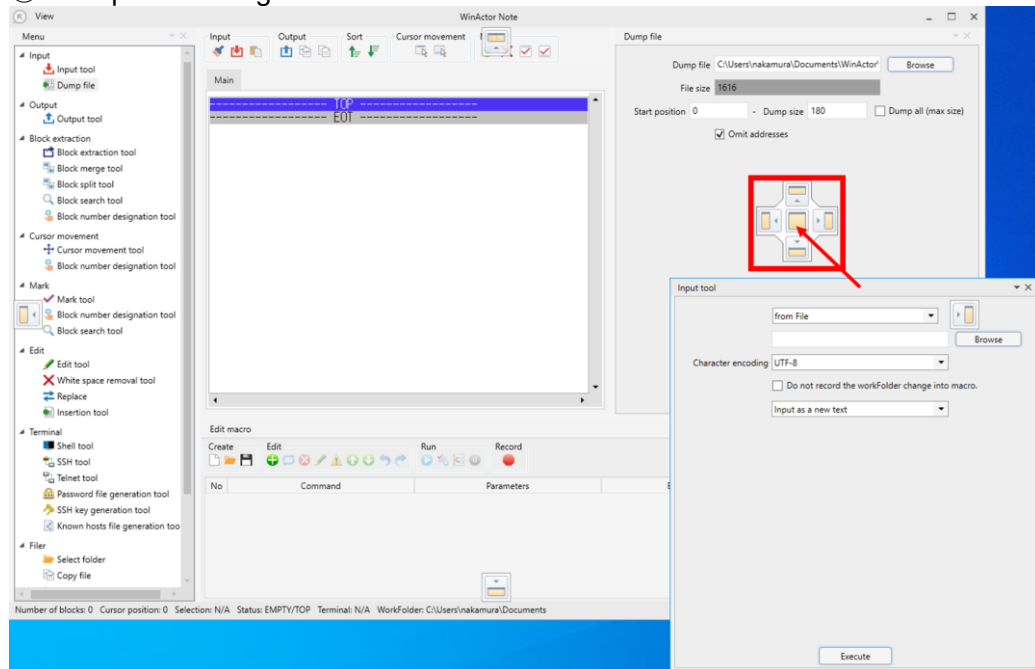 View
WinActor Note
Menu
Input
Input tool
Dump file
Output
Output tool
Block extraction
Block extraction tool
Block merge tool
Block split tool
Block search tool
Block number designation tool
Cursor movement
Cursor movement tool
Block number designation tool
Mark
Mark tool
Block number designation tool
Block search tool
Edit
Edit tool
White space removal tool
Replace
Insertion tool
Terminal
Shell tool
SSH tool
Telnet tool
Password file generation tool
SSH key generation tool
Known hosts file generation too
Filer
Select folder
Copy file
Input Output Sort Cursor movement
Main
------------------ TOP ------------------
------------------ EOT ------------------
Edit macro
Create Edit Run Record
No Command Parameters
Dump file
Dump file C:\Users\nakamura\Documents\WinActor Browse
File size 1616
Start position 0 - Dump size 180 Dump all (max size)
Omit addresses
Input tool
from File
Browse
Character encoding UTF-8
Do not record the workFolder change into macro.
Input as a new text
Execute
Number of blocks: 0 Cursor position: 0 Selection: N/A Status: EMPTY/TOP Terminal: N/A WorkFolder: C:\Users\nakamura\Documents